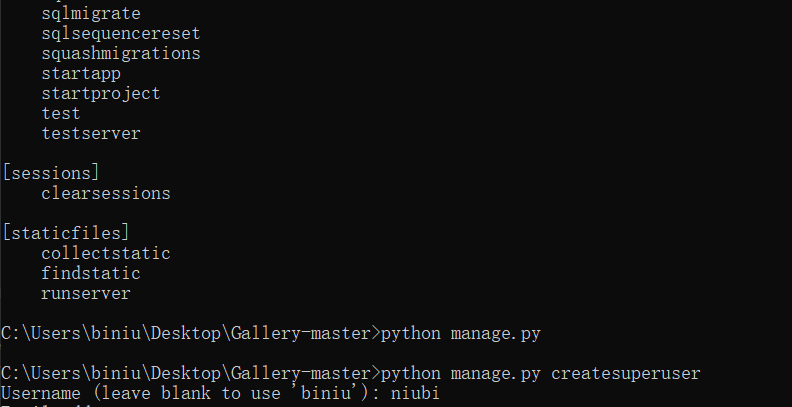 sqlmigrate
sqlsequencereset
squashmigrations
startapp
startproject
test
testserver
[sessions]
clearsessions
[staticfiles]
collectstatic
findstatic
runserver
C:\Users\biniu\Desktop\Gallery-master>python manage.py
C:\Users\biniu\Desktop\Gallery-master>python manage.py createsuperuser
Username (leave blank to use 'biniu'): niubi